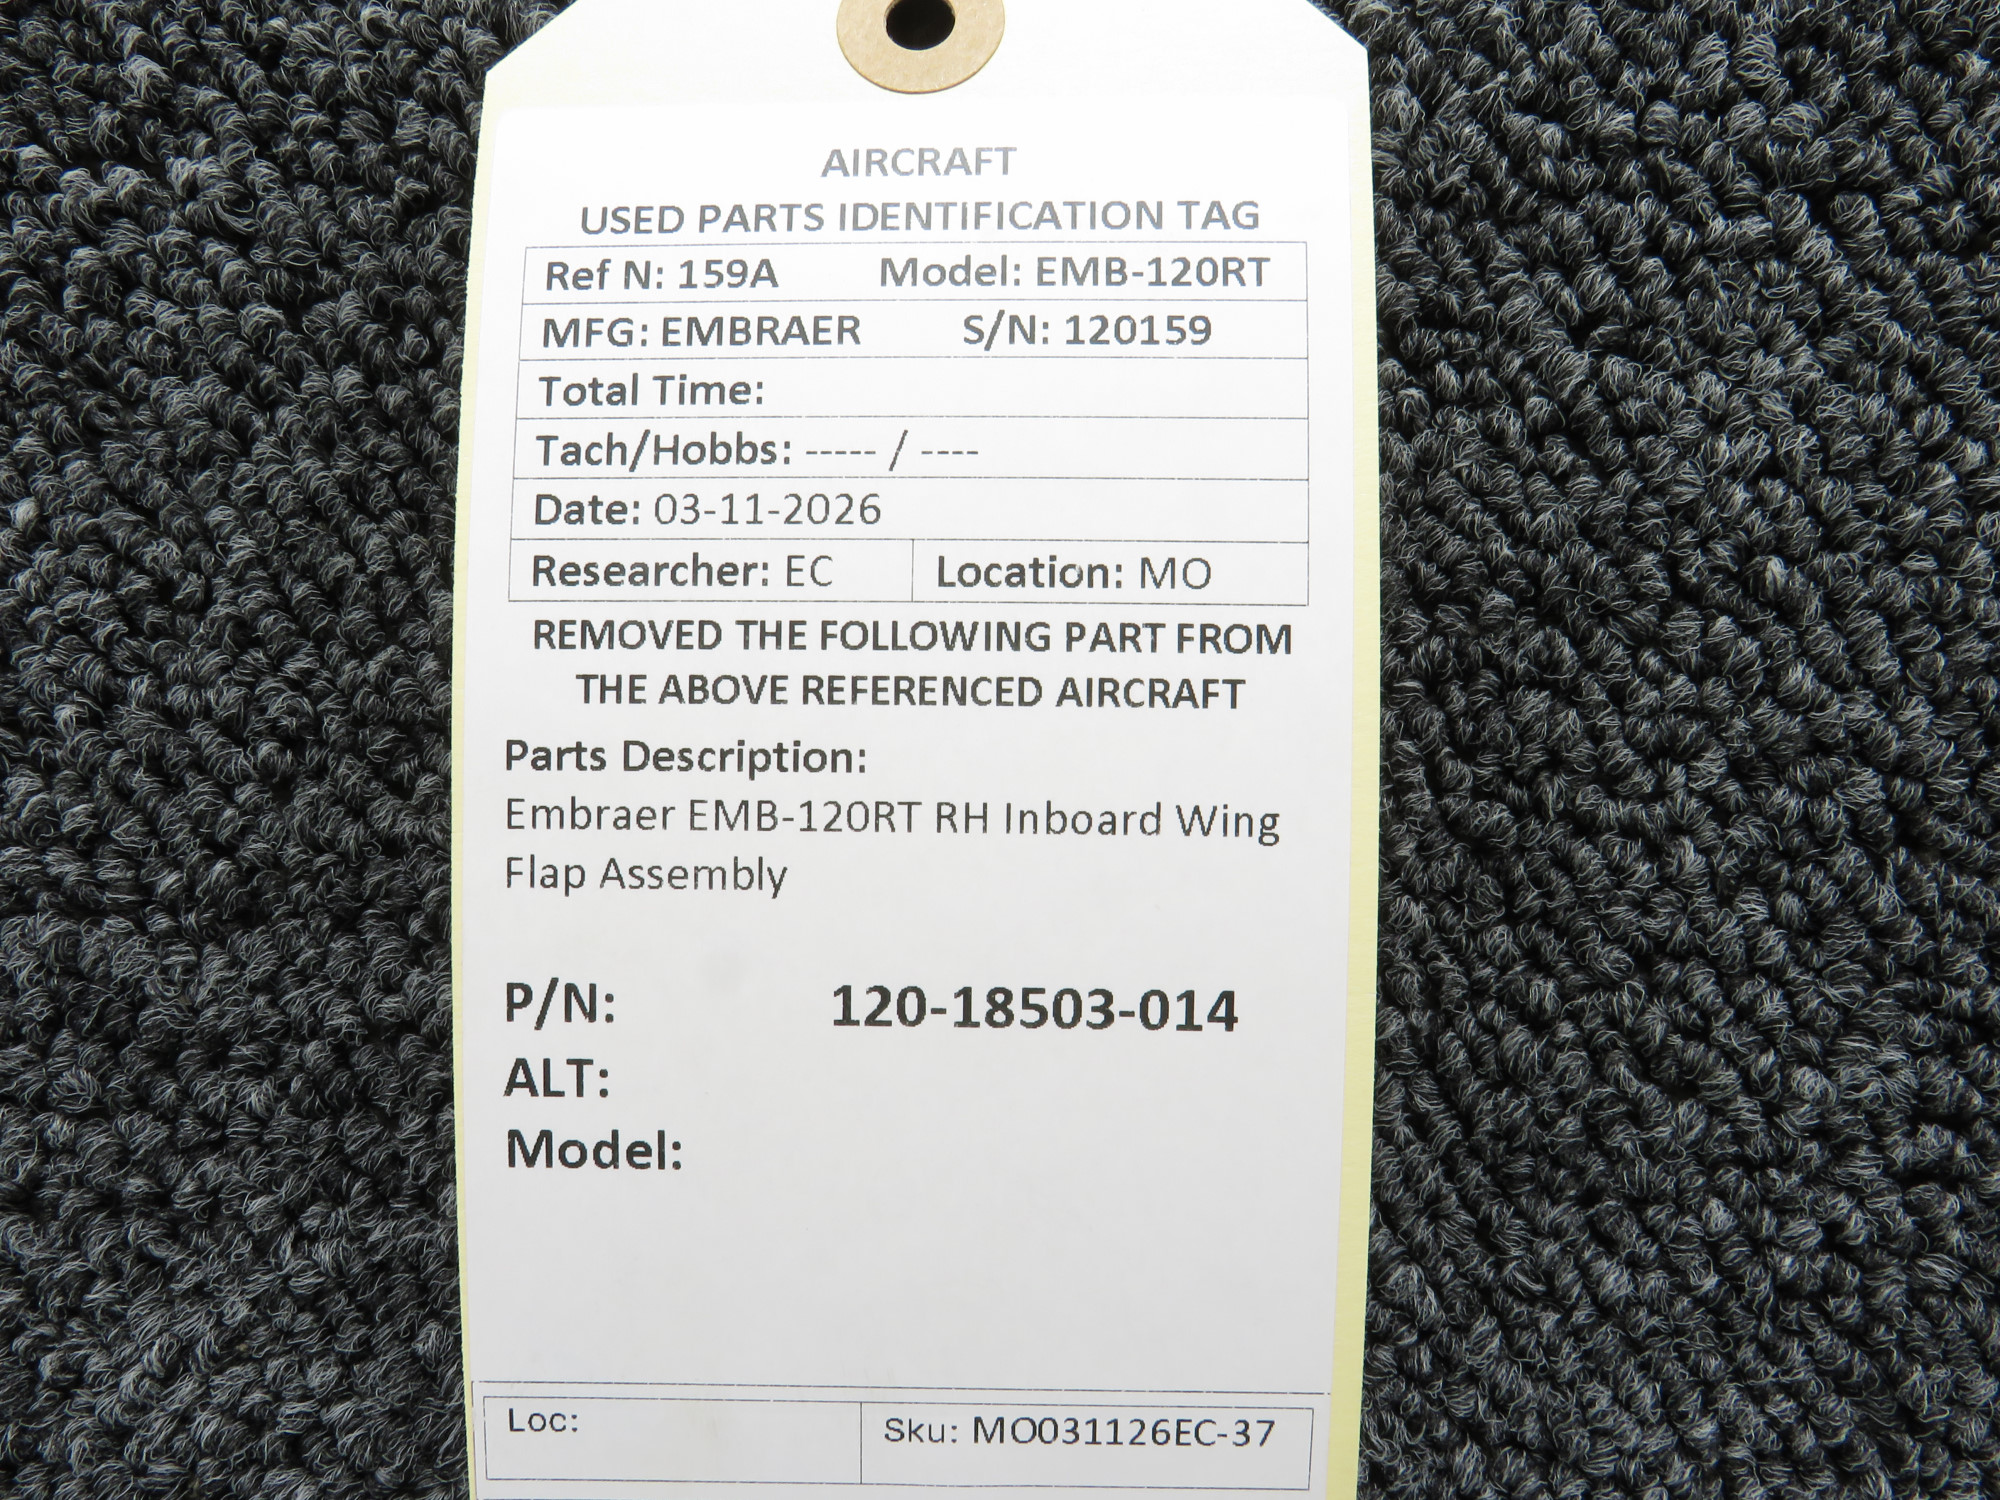 AIRCRAFT
USED PARTS IDENTIFICATION TAG
Ref N: 159A Model: EMB-120RT
MFG: EMBRAER S/N: 120159
Total Time:
Tach/Hobbs: ----- / ----
Date: 03-11-2026
Researcher: EC Location: MO
REMOVED THE FOLLOWING PART FROM
THE ABOVE REFERENCED AIRCRAFT
Parts Description:
Embraer EMB-120RT RH Inboard Wing
Flap Assembly
P/N: 120-18503-014
ALT:
Model:
Loc: Sku: MO031126EC-37